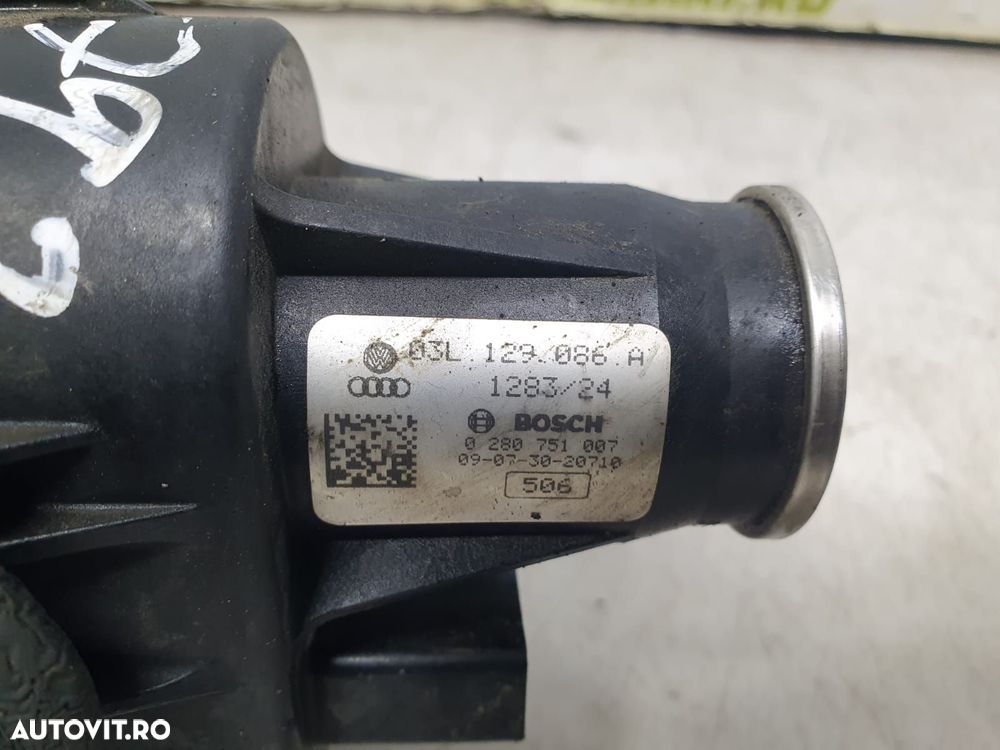 03L 129.086 A
1283/24
BOSCH
0 280 751 007
09-07-30-20710
506
AUTOVIT.RO